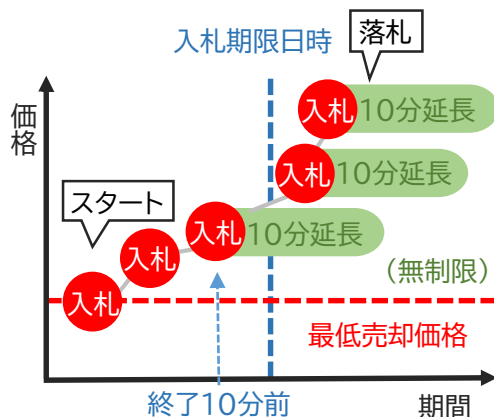 入札期限日時
落札
価格
入札 10分延長
入札 10分延長
スタート
入札 10分延長
入札
(無制限)
入札
最低売却価格
終了10分前
期間